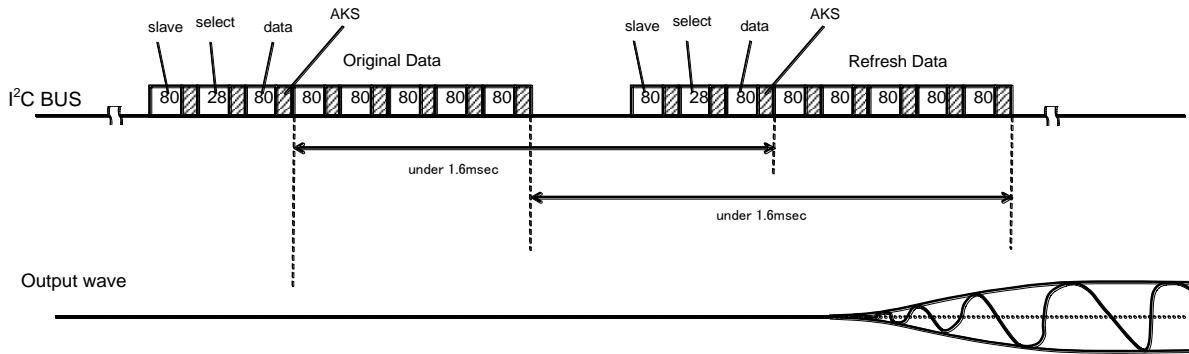 slave select data AKS
Original Data
slave select data AKS
Refresh Data
I²C BUS
80 28 80 80 80 80 80 80
80 28 80 80 80 80 80 80
under 1.6msec
under 1.6msec
Output wave